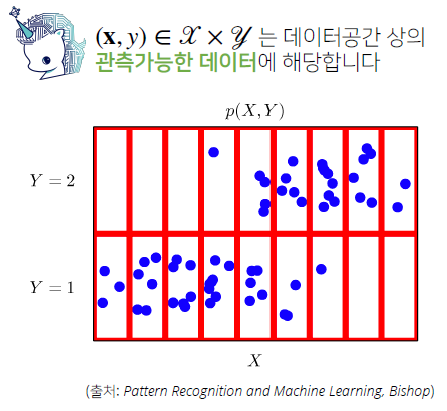 (𝐱, y) ∈ 𝒳 × 𝒴 는 데이터공간 상의
관측가능한 데이터에 해당합니다
p(X, Y)
Y = 2
Y = 1
X
(출처: Pattern Recognition and Machine Learning, Bishop)